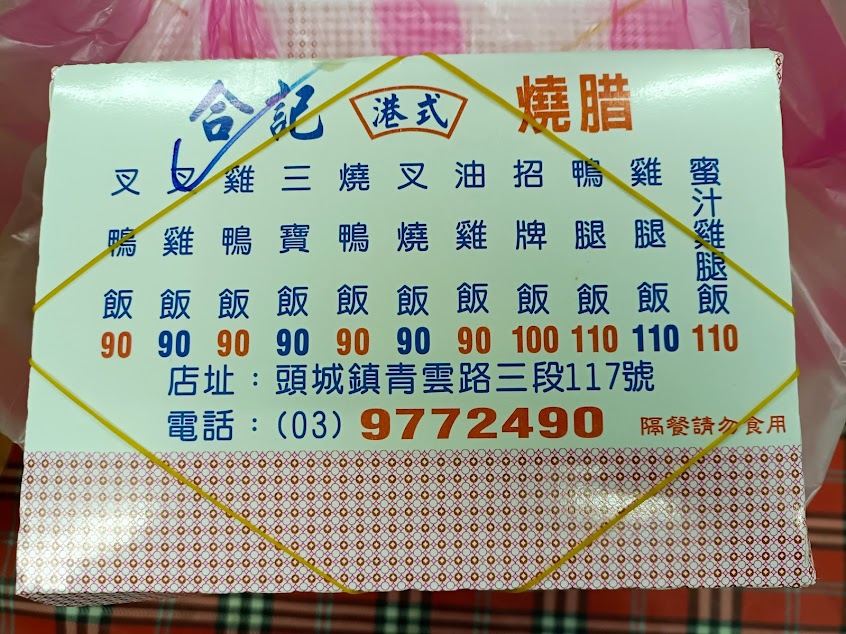 合記 港式 燒腊
蜜汁雞腿飯 110
雞腿飯 110
鴨腿飯 110
招牌飯 100
油雞飯 90
叉燒飯 90
燒鴨飯 90
三寶飯 90
雞鴨飯 90
叉雞飯 90
叉鴨飯 90
店址：頭城鎮青雲路三段117號
電話：(03) 9772490
隔餐請勿食用